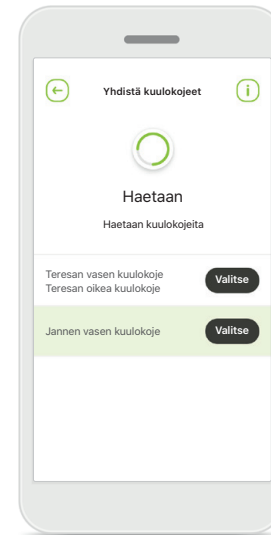 Yhdistä kuulokojeet
i
Haetaan
Haetaan kuulokojeita
Teresan vasen kuulokoje
Teresan oikea kuulokoje
Valitse
Jannen vasen kuulokoje
Valitse